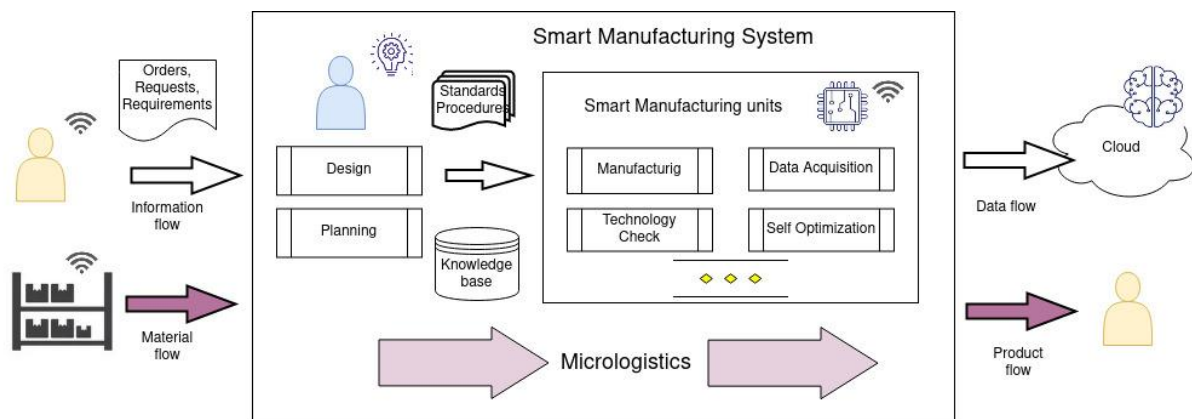 Smart Manufacturing System
Orders,
Requests,
Requirements
Information
flow
Material
flow
Design
Planning
Standards
Procedures
Knowledge
base
Smart Manufacturing units
Manufacturig
Data Acquisition
Technology
Check
Self Optimization
Micrologistics
Cloud
Data flow
Product
flow